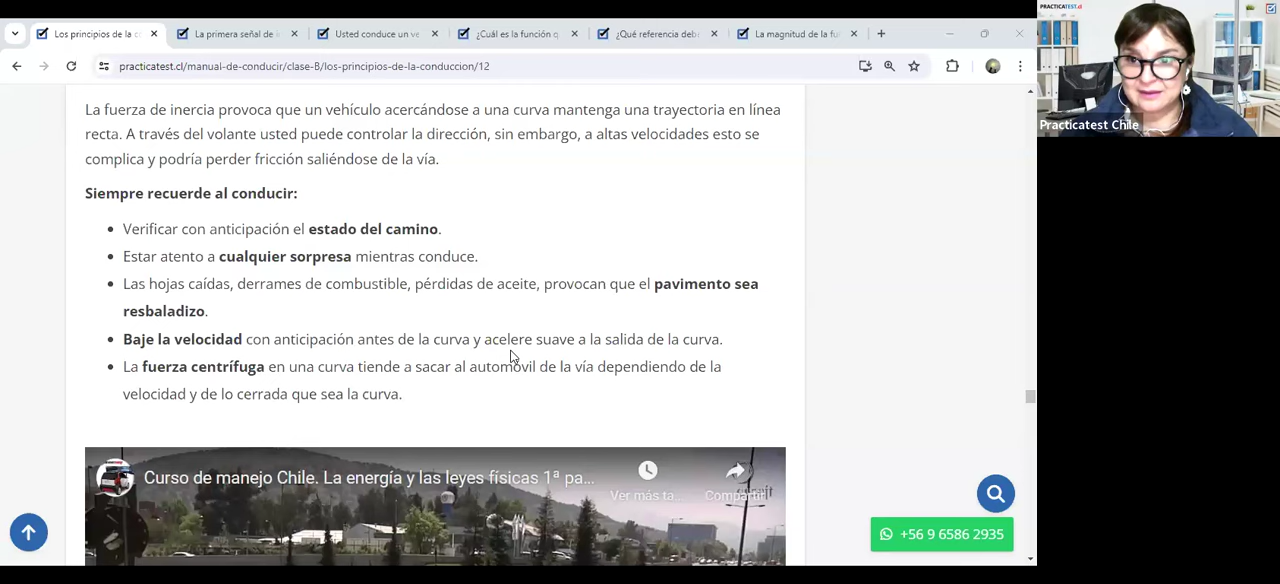 Los principios de la c
La primera señal de
Usted conduce un ve
¿Cuál es la función q
¿Qué referencia deb
La magnitud de la fu
practicatest.cl/manual-de-conducir/clase-B/los-principios-de-la-conduccion/12
PRACTICATEST.cl
Practicatest Chile
La fuerza de inercia provoca que un vehículo acercándose a una curva mantenga una trayectoria en línea
recta. A través del volante usted puede controlar la dirección, sin embargo, a altas velocidades esto se
complica y podría perder fricción saliéndose de la vía.
Siempre recuerde al conducir:
Verificar con anticipación el estado del camino.
Estar atento a cualquier sorpresa mientras conduce.
Las hojas caídas, derrames de combustible, pérdidas de aceite, provocan que el pavimento sea
resbaladizo.
Baje la velocidad con anticipación antes de la curva y acelere suave a la salida de la curva.
La fuerza centrífuga en una curva tiende a sacar al automóvil de la vía dependiendo de la
velocidad y de lo cerrada que sea la curva.
Curso de manejo Chile. La energía y las leyes físicas 1ª pa...
Ver más ta...
Compartir
+56 9 6586 2935